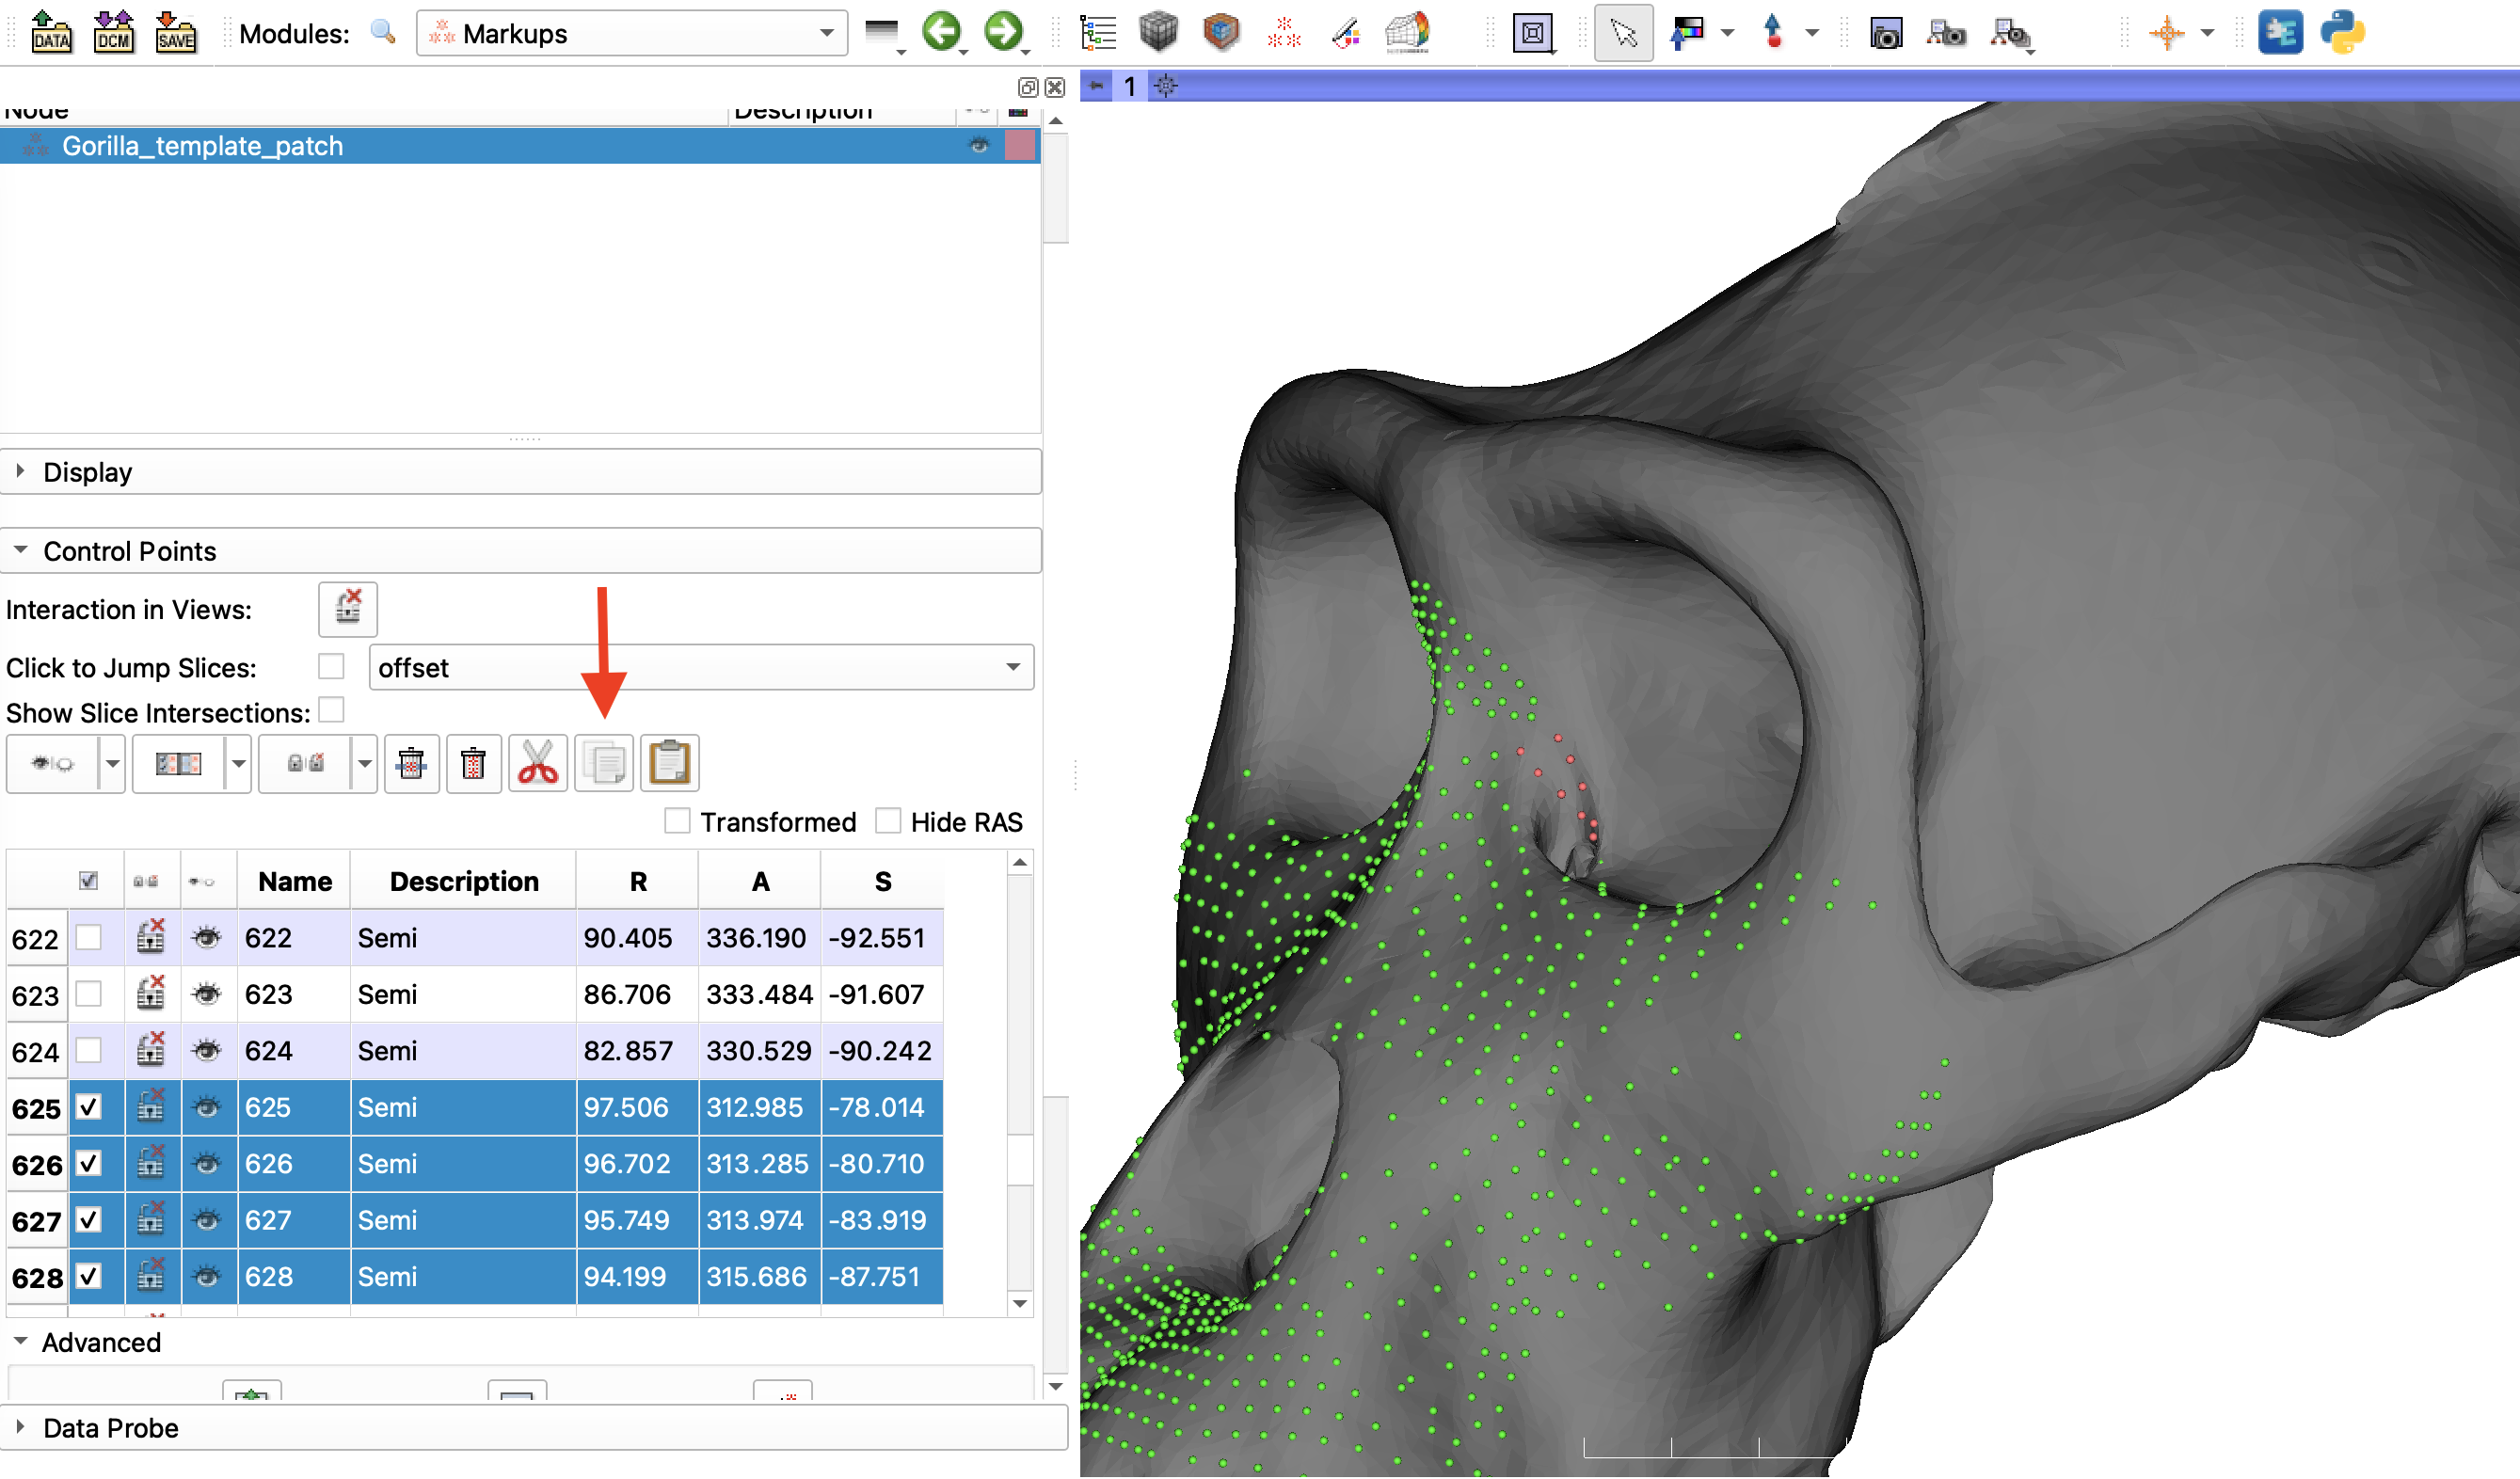 DATA DCM SAVE Modules: Markups
1
Node Description
Gorilla_template_patch
Display
Control Points
Interaction in Views:
Click to Jump Slices: offset
Show Slice Intersections:
Transformed Hide RAS
Name Description R A S
622 622 Semi 90.405 336.190 -92.551
623 623 Semi 86.706 333.484 -91.607
624 624 Semi 82.857 330.529 -90.242
625 625 Semi 97.506 312.985 -78.014
626 626 Semi 96.702 313.285 -80.710
627 627 Semi 95.749 313.974 -83.919
628 628 Semi 94.199 315.686 -87.751
Advanced
Data Probe